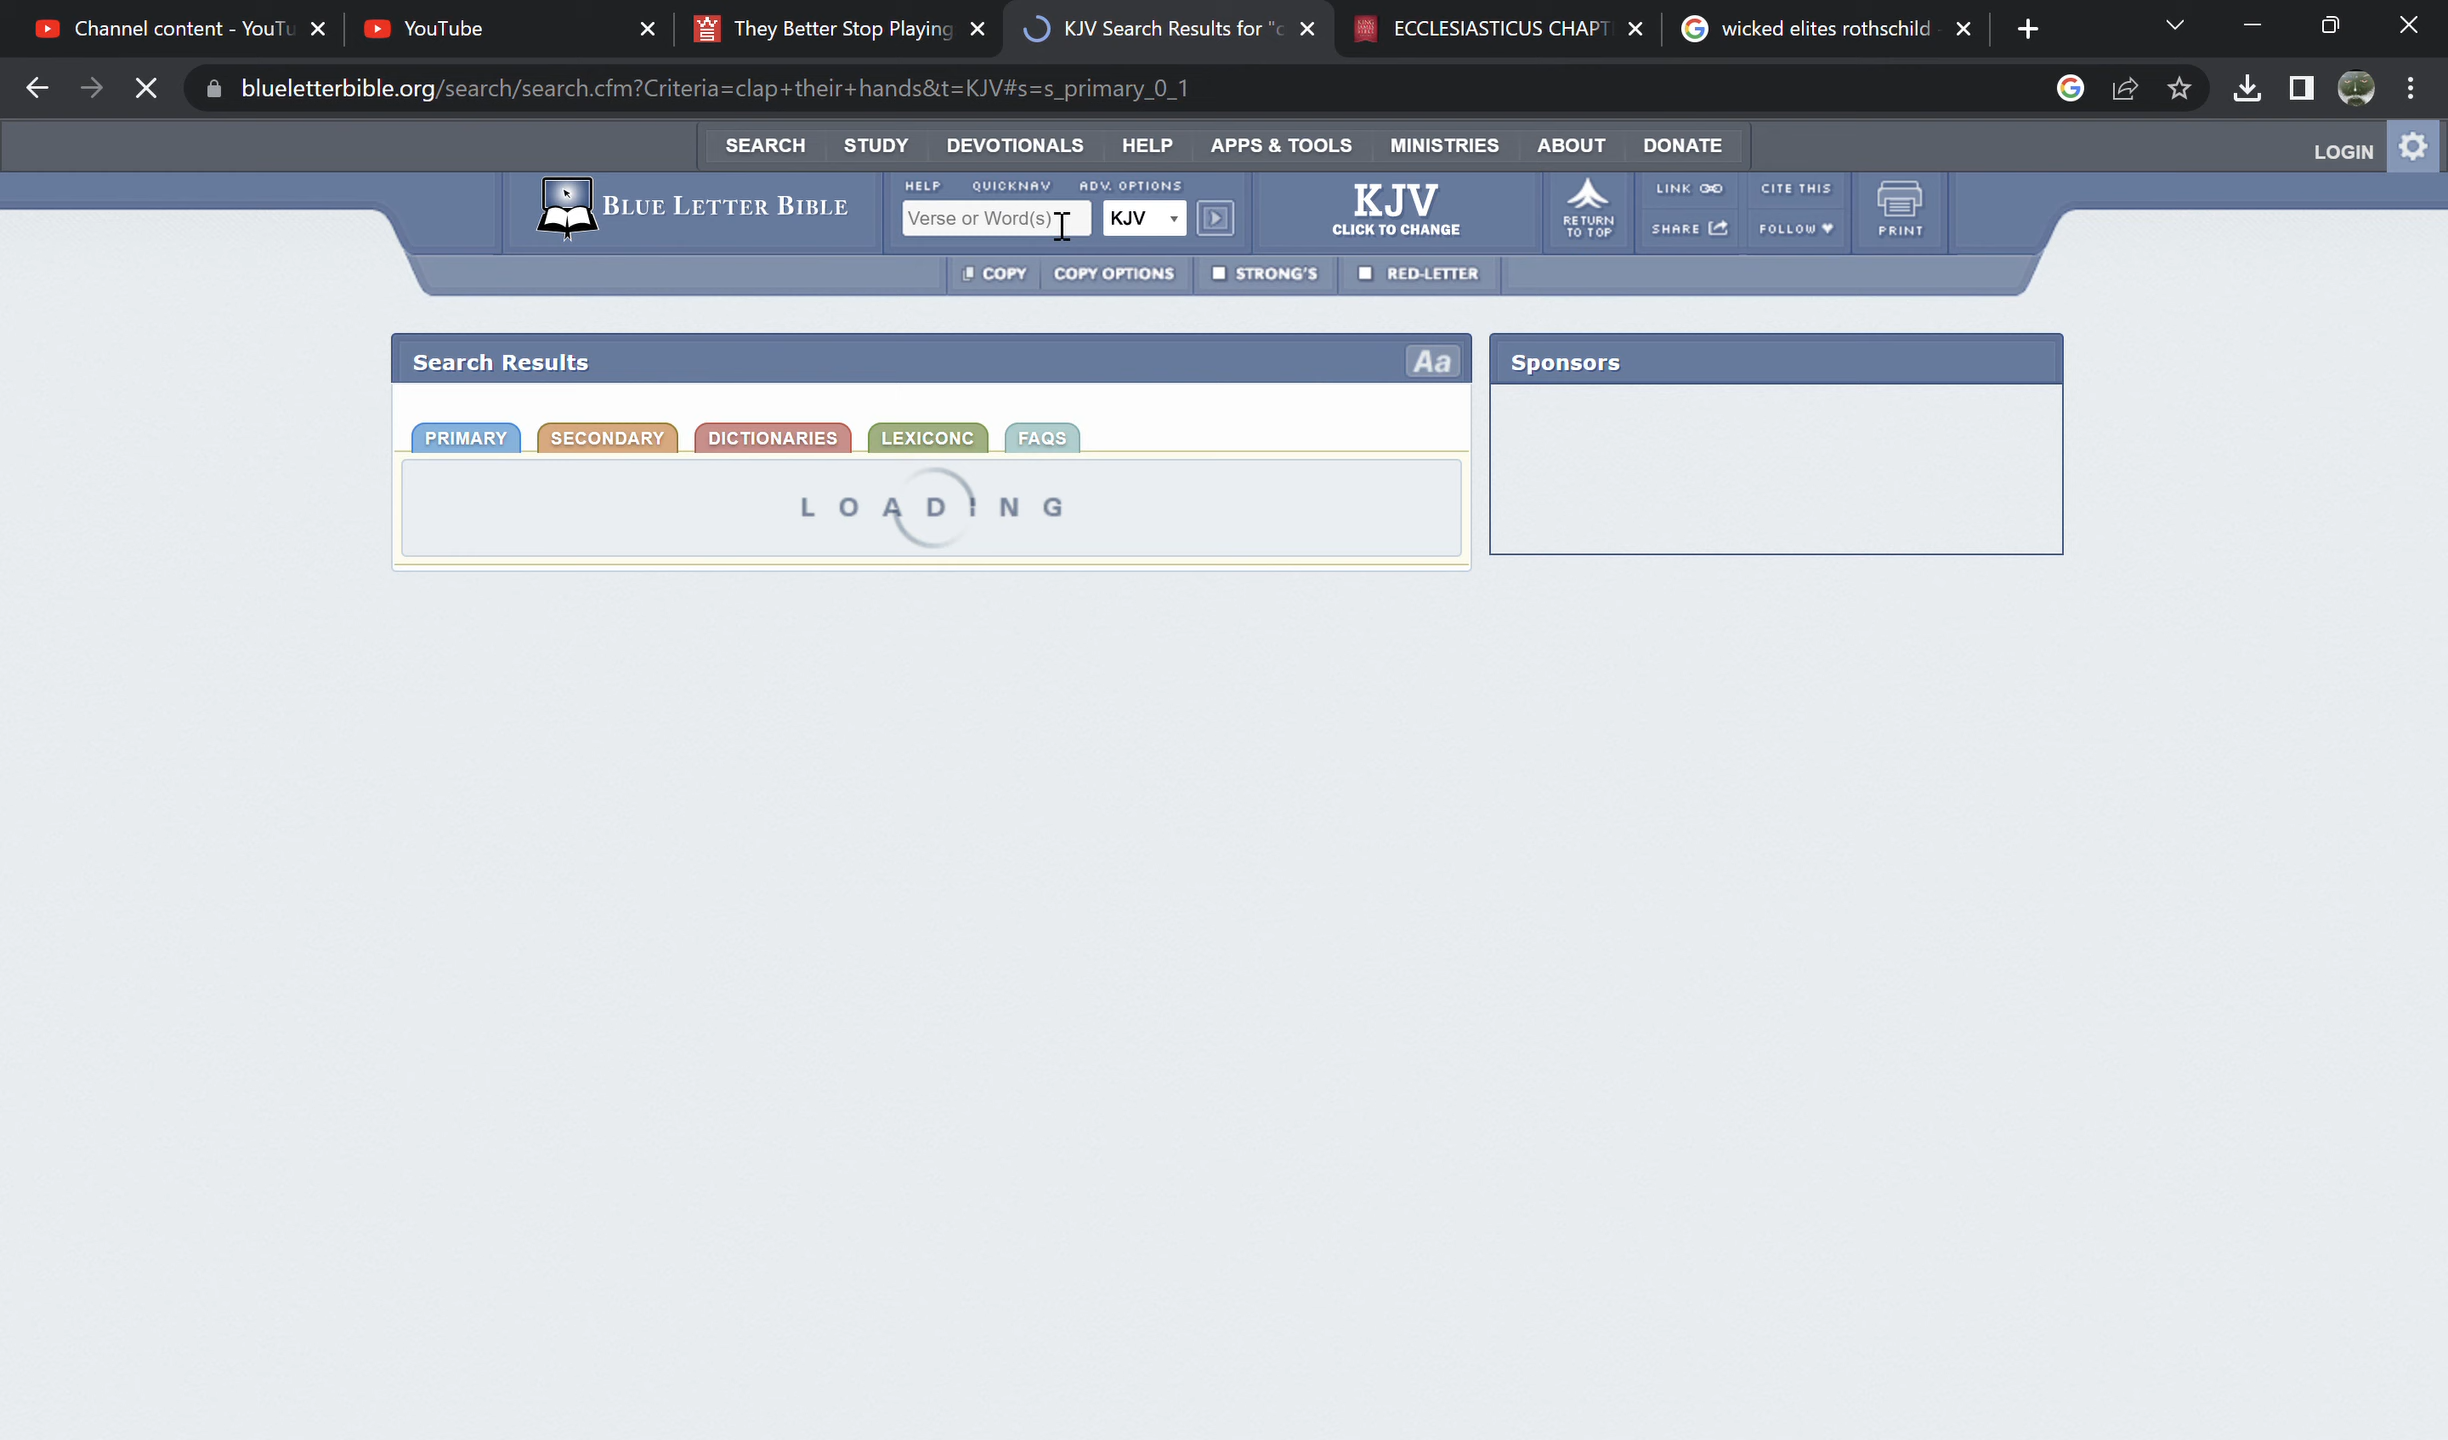 Channel content - YouTu
YouTube
They Better Stop Playing
KJV Search Results for "c
ECCLESIASTICUS CHAPT
wicked elites rothschild -
blueletterbible.org/search/search.cfm?Criteria=clap+their+hands&t=KJV#s=s_primary_0_1
SEARCH STUDY DEVOTIONALS HELP APPS & TOOLS MINISTRIES ABOUT DONATE
LOGIN
BLUE LETTER BIBLE
HELP QUICKNAV ADV. OPTIONS
Verse or Word(s)
KJV
KJV
CLICK TO CHANGE
RETURN
TO TOP
LINK
CITE THIS
SHARE
FOLLOW
PRINT
COPY COPY OPTIONS STRONG'S RED-LETTER
Search Results
Aa
Sponsors
PRIMARY SECONDARY DICTIONARIES LEXICONC FAQS
LOADING